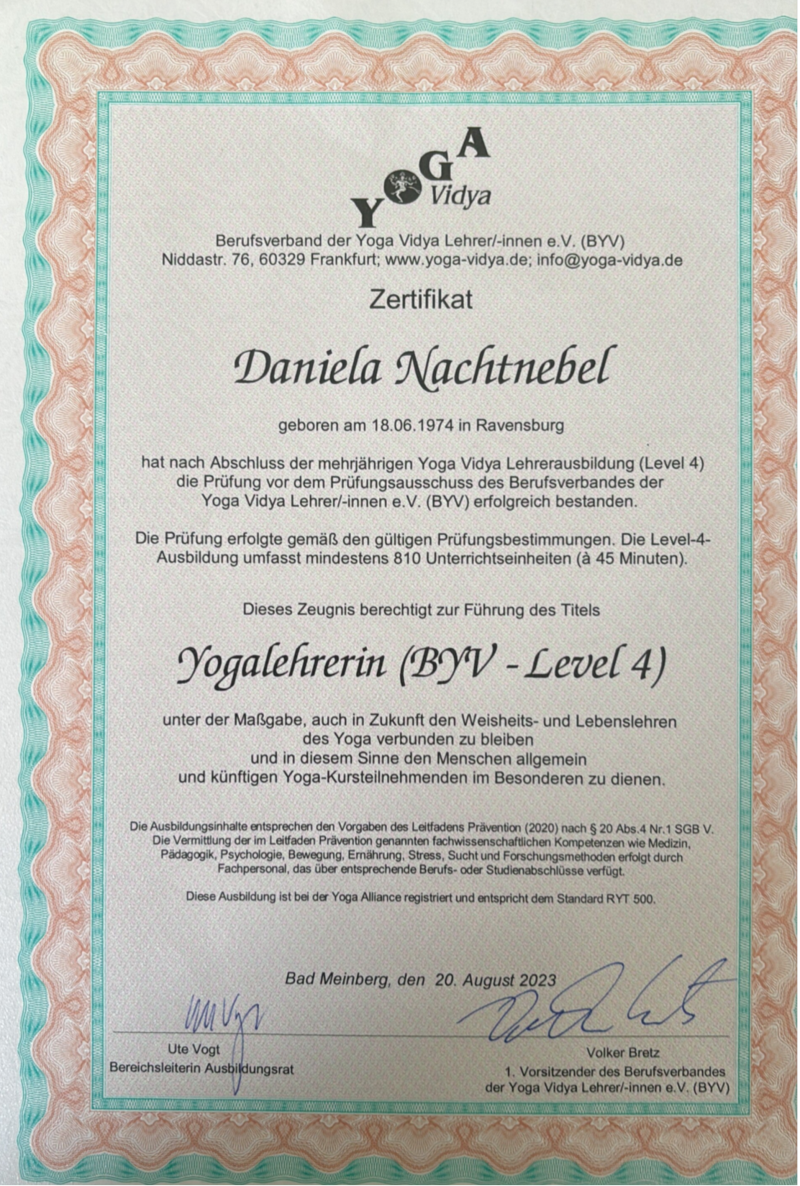 YOGA
Vidya
Berufsverband der Yoga Vidya Lehrer/-innen e.V. (BYV)
Niddastr. 76, 60329 Frankfurt; www.yoga-vidya.de; info@yoga-vidya.de
Zertifikat
Daniela Nachtnebel
geboren am 18.06.1974 in Ravensburg
hat nach Abschluss der mehrjährigen Yoga Vidya Lehrerausbildung (Level 4)
die Prüfung vor dem Prüfungsausschuss des Berufsverbandes der
Yoga Vidya Lehrer/-innen e.V. (BYV) erfolgreich bestanden.
Die Prüfung erfolgte gemäß den gültigen Prüfungsbestimmungen. Die Level-4-
Ausbildung umfasst mindestens 810 Unterrichtseinheiten (à 45 Minuten).
Dieses Zeugnis berechtigt zur Führung des Titels
Yogalehrerin (BYV - Level 4)
unter der Maßgabe, auch in Zukunft den Weisheits- und Lebenslehren
des Yoga verbunden zu bleiben
und in diesem Sinne den Menschen allgemein
und künftigen Yoga-Kursteilnehmenden im Besonderen zu dienen.
Die Ausbildungsinhalte entsprechen den Vorgaben des Leitfadens Prävention (2020) nach § 20 Abs.4 Nr.1 SGB V.
Die Vermittlung der im Leitfaden Prävention genannten fachwissenschaftlichen Kompetenzen wie Medizin,
Pädagogik, Psychologie, Bewegung, Ernährung, Stress, Sucht und Forschungsmethoden erfolgt durch
Fachpersonal, das über entsprechende Berufs- oder Studienabschlüsse verfügt.
Diese Ausbildung ist bei der Yoga Alliance registriert und entspricht dem Standard RYT 500.
Bad Meinberg, den 20. August 2023
Ute Vogt
Bereichsleiterin Ausbildungsrat
Volker Bretz
1. Vorsitzender des Berufsverbandes
der Yoga Vidya Lehrer/-innen e.V. (BYV)